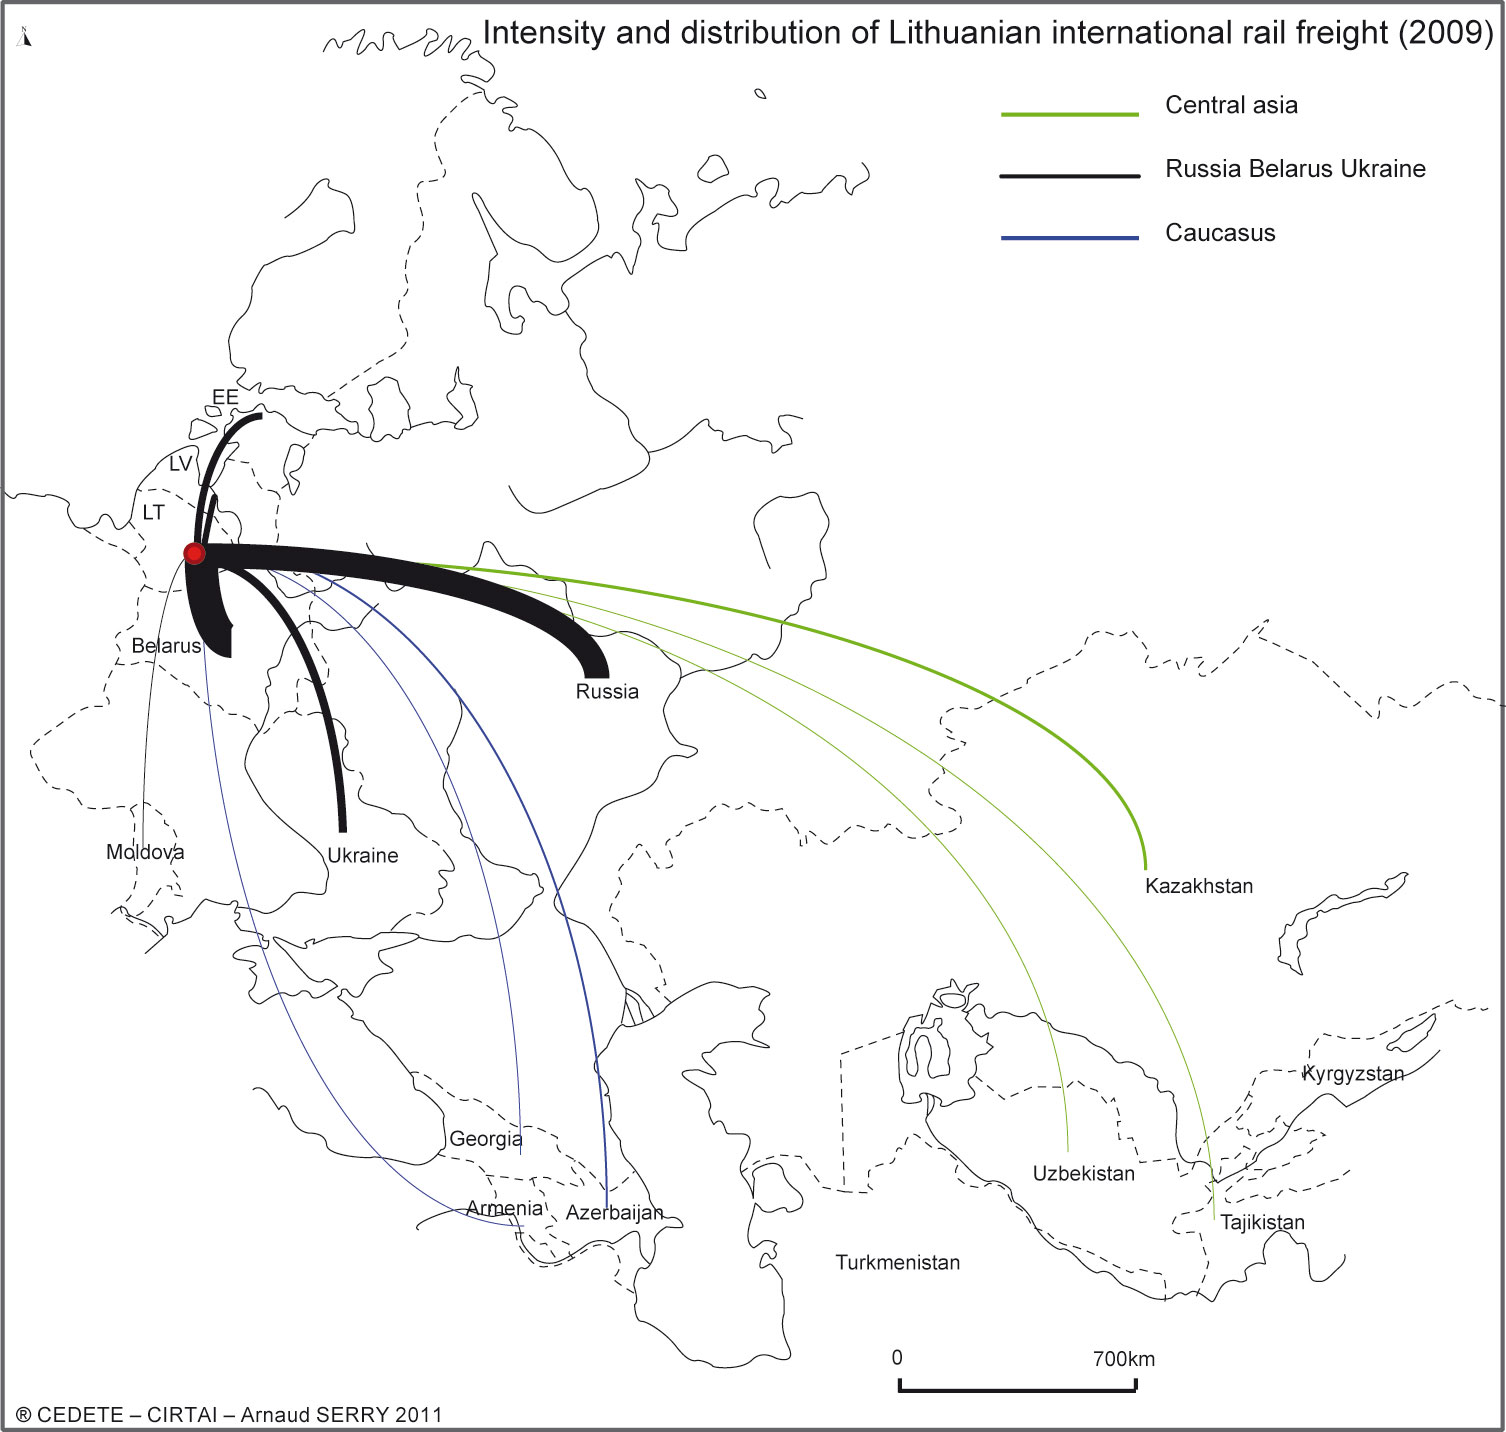 Intensity and distribution of Lithuanian international rail freight (2009)
N
Central asia
Russia Belarus Ukraine
Caucasus
EE
LV
LT
Belarus
Russia
Moldova
Ukraine
Kazakhstan
Kyrgyzstan
Georgia
Uzbekistan
Armenia
Azerbaijan
Tajikistan
Turkmenistan
0
700km
® CEDETE – CIRTAI – Arnaud SERRY 2011